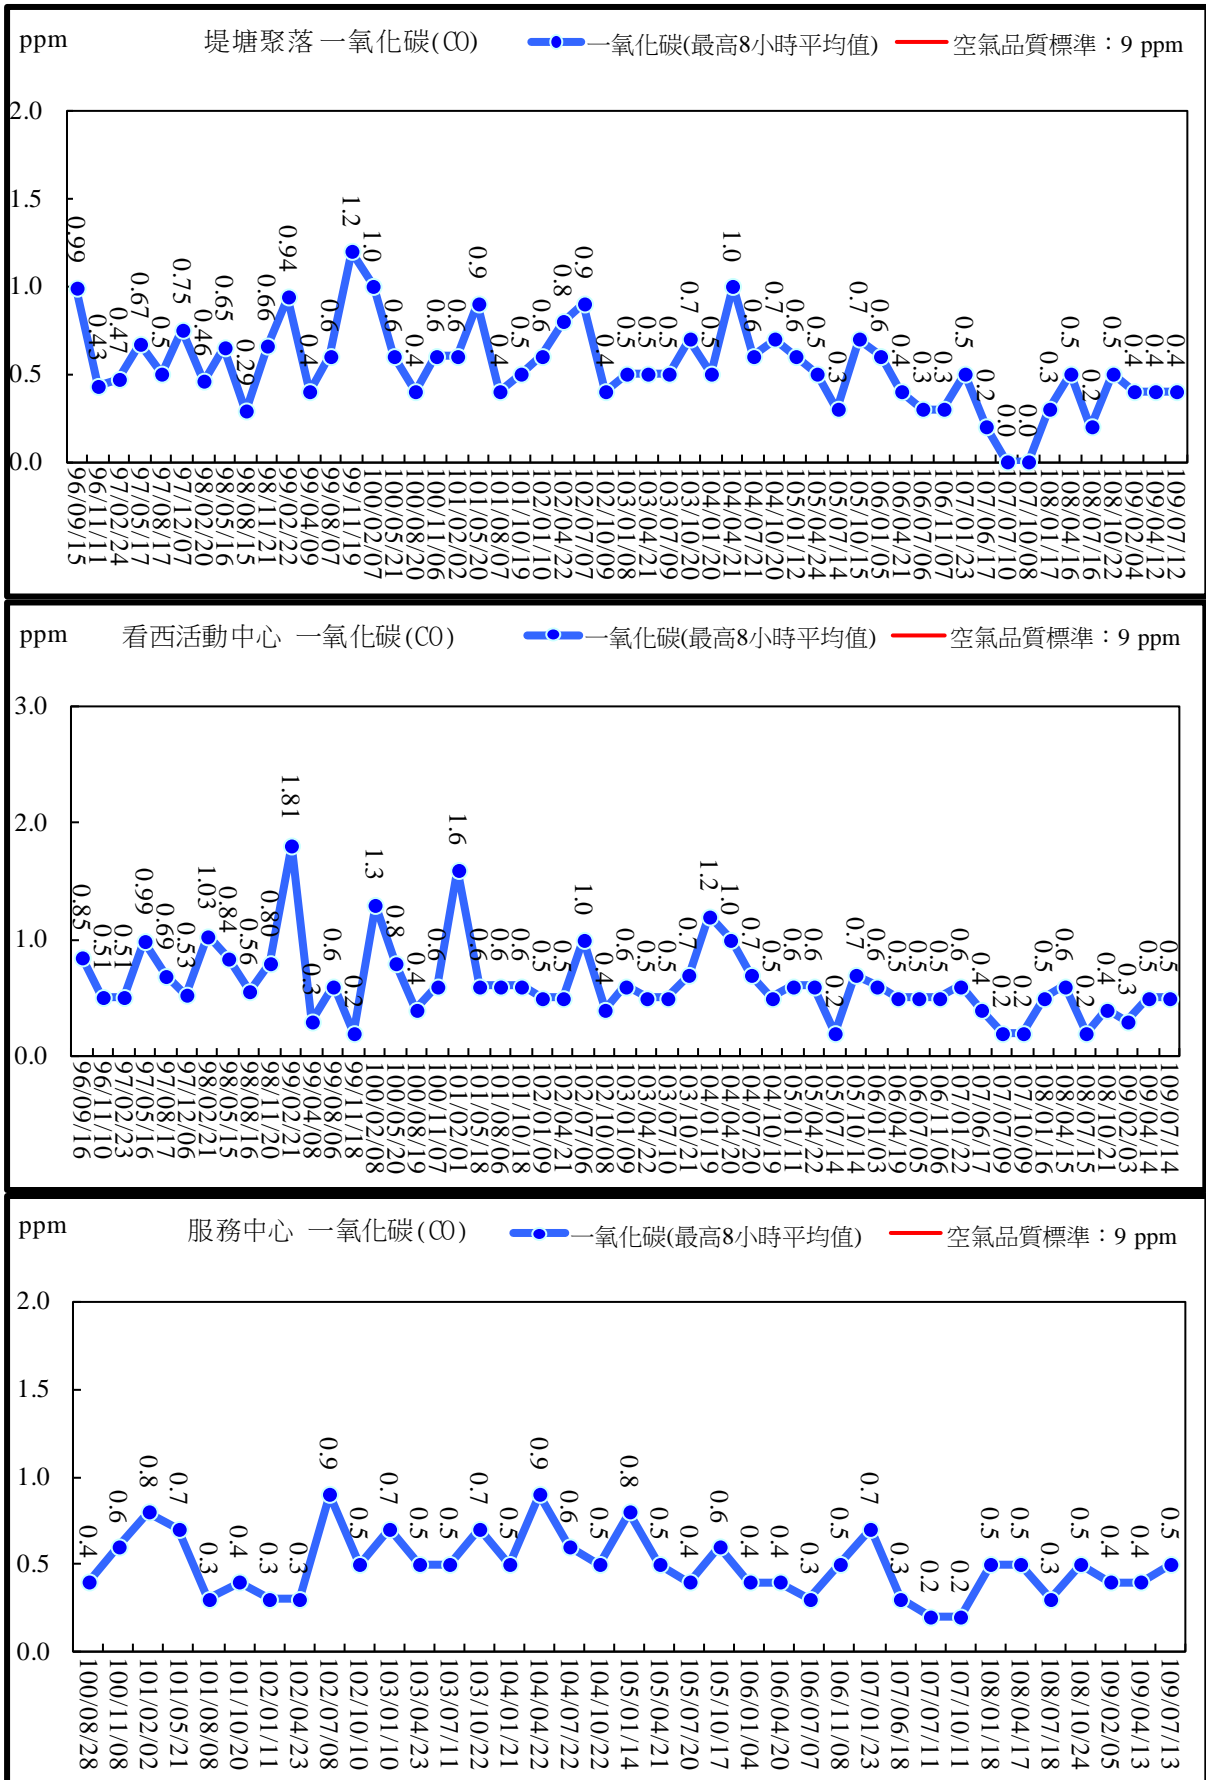 ppm 堤塘聚落 一氧化碳(CO) 一氧化碳(最高8小時平均值) 空氣品質標準：9 ppm
2.0
1.5
1.0
0.5
0.0
0.99 0.43 0.47 0.67 0.5 0.75 0.46 0.65 0.29 0.66 0.94 0.4 0.6 1.2 1.0 0.6 0.4 0.6 0.6 0.9 0.4 0.5 0.6 0.8 0.9 0.4 0.5 0.5 0.5 0.7 0.5 1.0 0.6 0.7 0.6 0.5 0.3 0.7 0.6 0.4 0.3 0.3 0.5 0.2 0.0 0.0 0.3 0.5 0.2 0.5 0.4 0.4 0.4
96/09/15 96/11/11 97/02/24 97/05/17 97/08/17 97/12/07 98/02/20 98/05/16 98/08/15 98/11/21 99/02/22 99/04/09 99/08/07 99/11/19 100/02/07 100/05/21 100/08/20 100/11/06 101/02/02 101/05/20 101/08/07 101/10/19 102/01/10 102/04/22 102/07/07 102/10/09 103/01/08 103/04/21 103/07/09 103/10/20 104/01/20 104/04/21 104/07/21 104/10/20 105/01/12 105/04/24 105/07/14 105/10/15 106/01/05 106/04/21 106/07/06 106/11/07 107/01/23 107/06/17 107/07/10 107/10/08 108/01/17 108/04/16 108/07/16 108/10/22 109/02/04 109/04/12 109/07/12
ppm 看西活動中心 一氧化碳(CO) 一氧化碳(最高8小時平均值) 空氣品質標準：9 ppm
3.0
2.0
1.0
0.0
0.85 0.51 0.51 0.99 0.69 0.53 1.03 0.84 0.56 0.80 1.81 0.3 0.6 0.2 1.3 0.8 0.4 0.6 1.6 0.6 0.6 0.6 0.5 0.5 1.0 0.4 0.6 0.5 0.5 0.7 1.2 1.0 0.7 0.5 0.6 0.6 0.2 0.7 0.6 0.5 0.5 0.5 0.6 0.4 0.2 0.2 0.5 0.6 0.2 0.4 0.3 0.5 0.5
96/09/16 96/11/10 97/02/23 97/05/16 97/08/17 97/12/06 98/02/21 98/05/15 98/08/16 98/11/20 99/02/21 99/04/08 99/08/06 99/11/18 100/02/08 100/05/20 100/08/19 100/11/07 101/02/01 101/05/18 101/08/06 101/10/18 102/01/09 102/04/21 102/07/06 102/10/08 103/01/09 103/04/22 103/07/10 103/10/21 104/01/19 104/04/20 104/07/20 104/10/19 105/01/11 105/04/22 105/07/14 105/10/14 106/01/03 106/04/19 106/07/05 106/11/06 107/01/22 107/06/17 107/07/09 107/10/09 108/01/16 108/04/15 108/07/15 108/10/21 109/02/03 109/04/14 109/07/14
ppm 服務中心 一氧化碳(CO) 一氧化碳(最高8小時平均值) 空氣品質標準：9 ppm
2.0
1.5
1.0
0.5
0.0
0.4 0.6 0.8 0.7 0.3 0.4 0.3 0.3 0.9 0.5 0.7 0.5 0.5 0.7 0.5 0.9 0.6 0.5 0.8 0.5 0.4 0.6 0.4 0.4 0.3 0.5 0.7 0.3 0.2 0.2 0.5 0.5 0.3 0.5 0.4 0.4 0.5
100/08/28 100/11/08 101/02/02 101/05/21 101/08/08 101/10/20 102/01/11 102/04/23 102/07/08 102/10/10 103/01/10 103/04/23 103/07/11 103/10/22 104/01/21 104/04/22 104/07/22 104/10/22 105/01/14 105/04/21 105/07/20 105/10/17 106/01/04 106/04/20 106/07/07 106/11/08 107/01/23 107/06/18 107/07/11 107/10/11 108/01/18 108/04/17 108/07/18 108/10/24 109/02/05 109/04/13 109/07/13